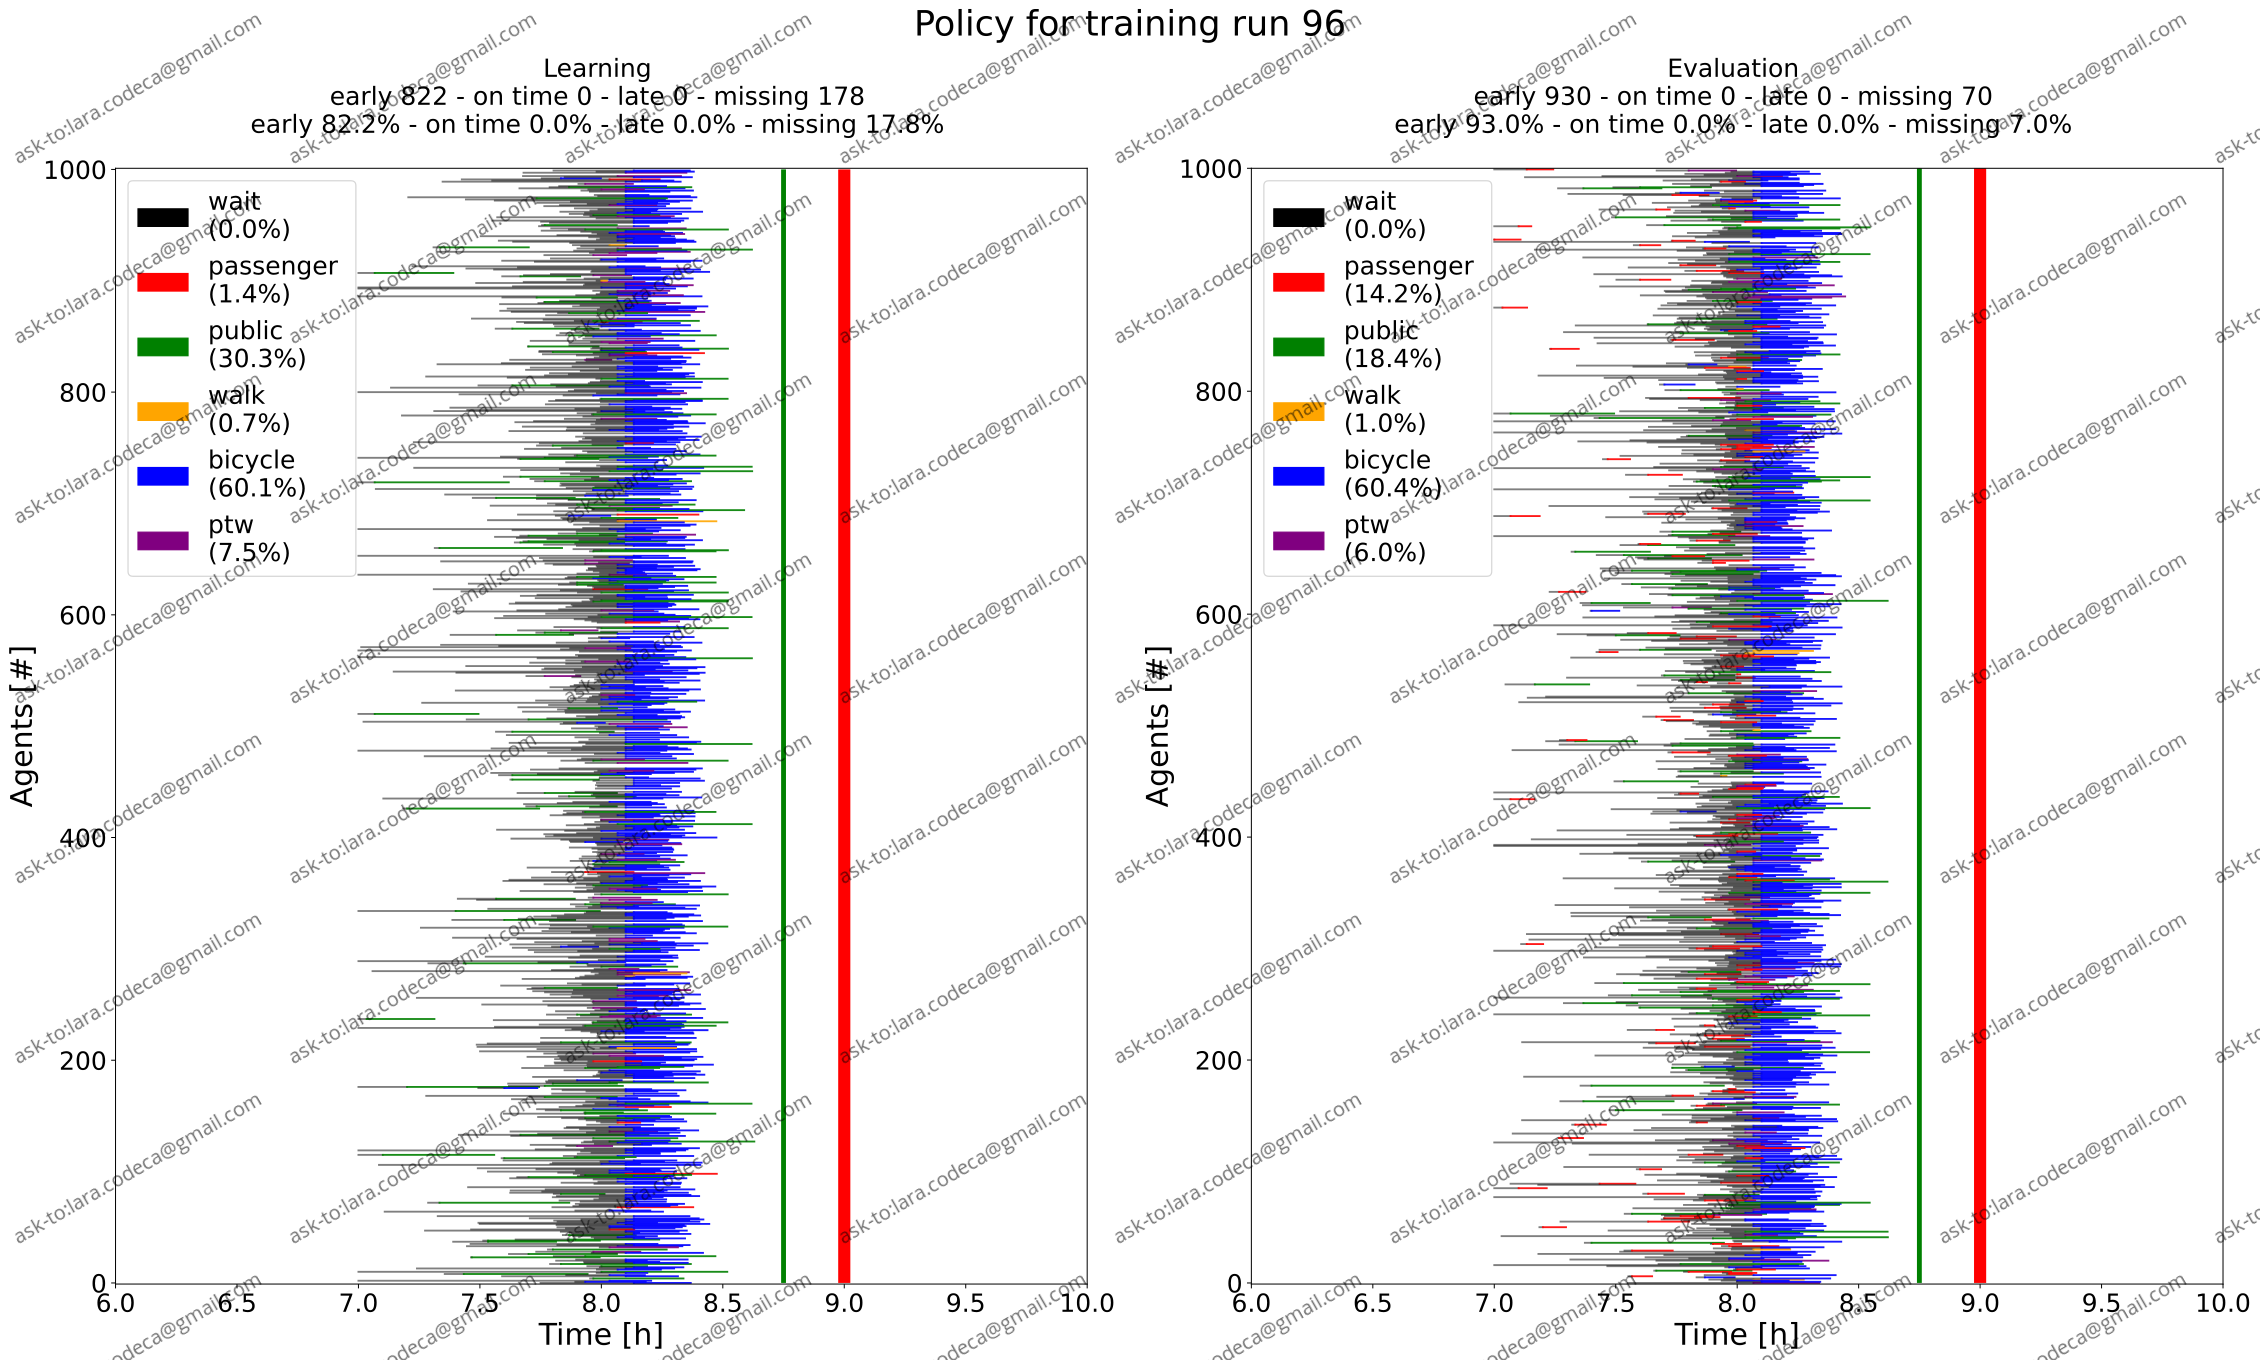 Policy for training run 96
Learning
early 822 - on time 0 - late 0 - missing 178
early 82.2% - on time 0.0% - late 0.0% - missing 17.8%
1000
800
600
400
200
0
Agents[#]
wait
(0.0%)
passenger
(1.4%)
public
(30.3%)
walk
(0.7%)
bicycle
(60.1%)
ptw
(7.5%)
6.0 6.5 7.0 7.5 8.0 8.5 9.0 9.5 10.0
Time [h]
Evaluation
early 930 - on time 0 - late 0 - missing 70
early 93.0% - on time 0.0% - late 0.0% - missing 7.0%
1000
800
600
400
200
0
Agents [#]
wait
(0.0%)
passenger
(14.2%)
public
(18.4%)
walk
(1.0%)
bicycle
(60.4%)
ptw
(6.0%)
6.0 6.5 7.0 7.5 8.0 8.5 9.0 9.5 10.0
Time [h]
ask-to:lara.codeca@gmail.com